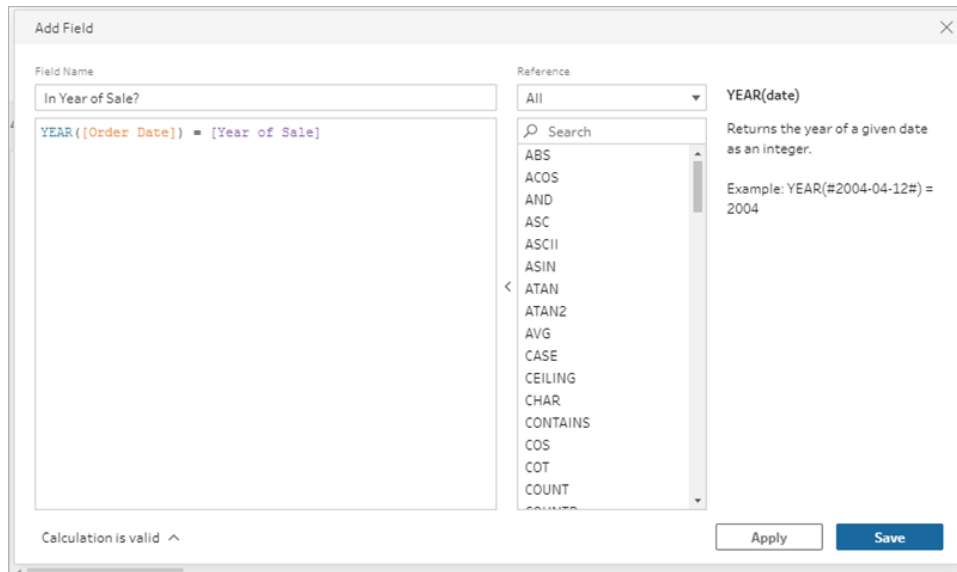 Add Field
Field Name
In Year of Sale?
YEAR([Order Date]) = [Year of Sale]
Reference
All
Search
ABS
ACOS
AND
ASC
ASCII
ASIN
ATAN
ATAN2
AVG
CASE
CEILING
CHAR
CONTAINS
COS
COT
COUNT
COUNTD
YEAR(date)
Returns the year of a given date
as an integer.
Example: YEAR(#2004-04-12#) =
2004
Calculation is valid
Apply
Save